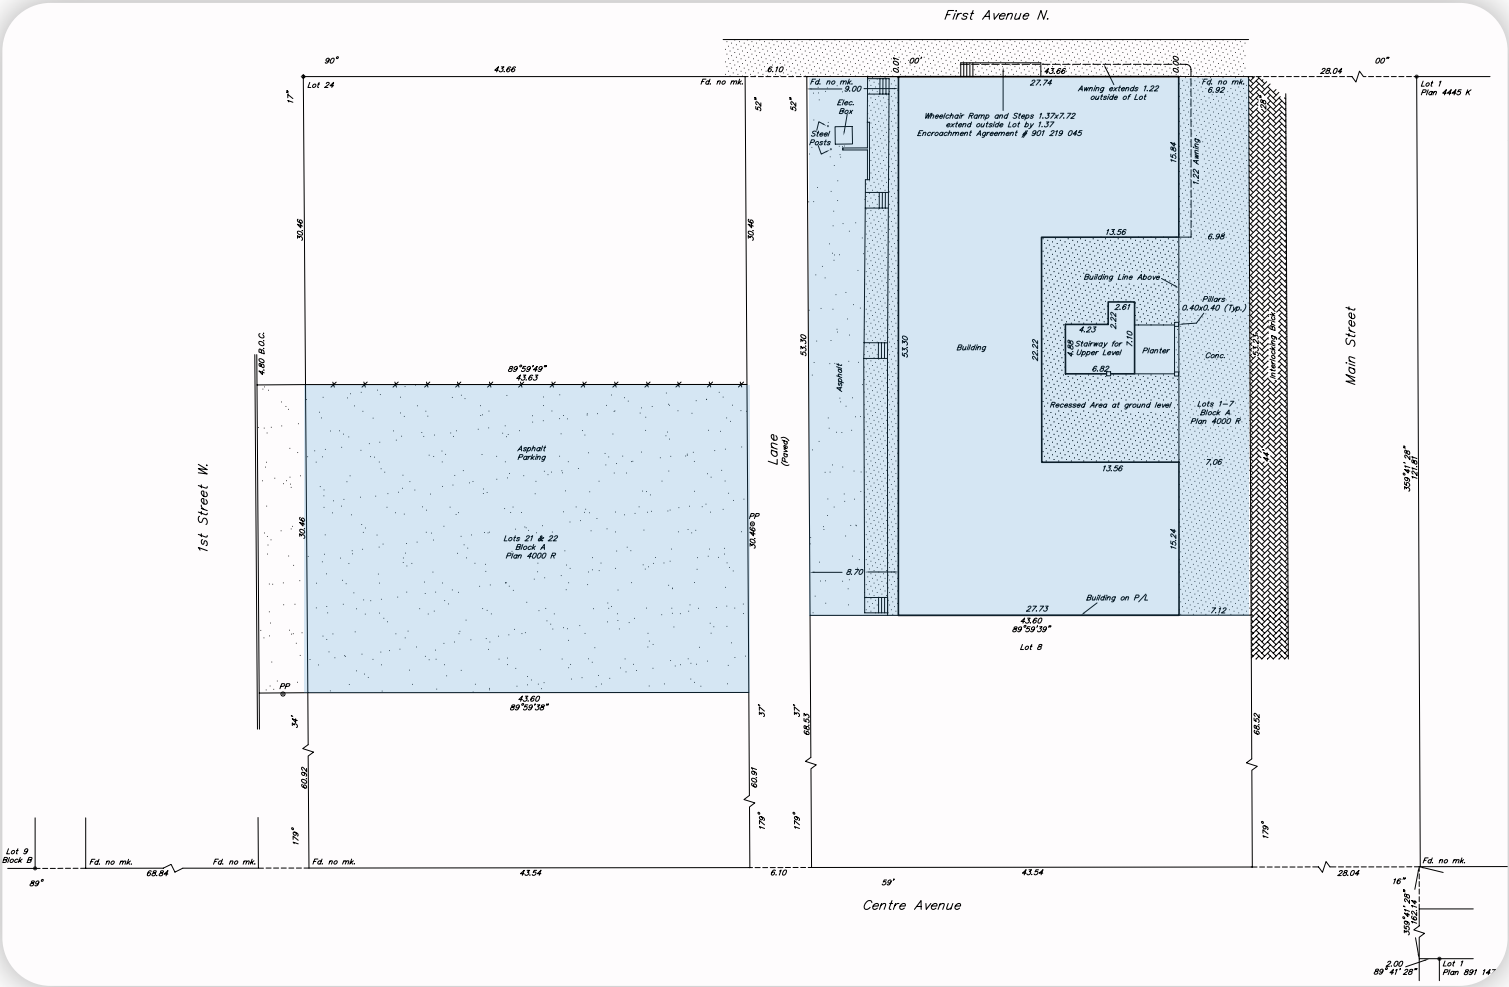 First Avenue N.
90°
43.66
6.10
0.01
00'
43.66
0.00
28.04
00"
Lot 24
Fd. no mk.
Fd. no mk.
27.74
Fd. no mk.
Lot 1
Plan 4445 K
17"
52"
52"
9.00
Awning extends 1.22
outside of Lot
6.92
28"
Elec.
Box
Steel
Posts
Wheelchair Ramp and Steps 1.37x7.72
extend outside Lot by 1.37
Encroachment Agreement # 901 219 045
15.84
1.22 Awning
30.46
30.46
13.56
6.98
Building Line Above
Pillars
0.40x0.40 (Typ.)
4.80 B.O.C.
53.30
53.30
Building
22.22
2.61
2.22
4.23
7.10
4.88
Stairway for
Upper Level
Planter
6.82
Conc.
53.23
Interlocking Brick
Main Street
89°59'49"
43.63
Asphalt
Recessed Area at ground level
Lots 1-7
Block A
Plan 4000 R
Asphalt
Parking
Lane
(Paved)
13.56
7.06
44'
359°41' 28"
121.81
1st Street W.
30.46
Lots 21 & 22
Block A
Plan 4000 R
PP
30.46
15.24
8.70
Building on P/L
27.73
7.12
43.60
89°59'39"
Lot 8
PP
43.60
89°59'38"
34'
37'
37'
68.53
68.52
60.92
60.91
179°
179°
179°
179°
Lot 9
Block B
Fd. no mk.
Fd. no mk.
Fd. no mk.
Fd. no mk.
68.84
43.54
6.10
43.54
28.04
89°
59'
16"
Centre Avenue
359°41' 28"
162.14
2.00
89°41' 28"
Lot 1
Plan 891 147